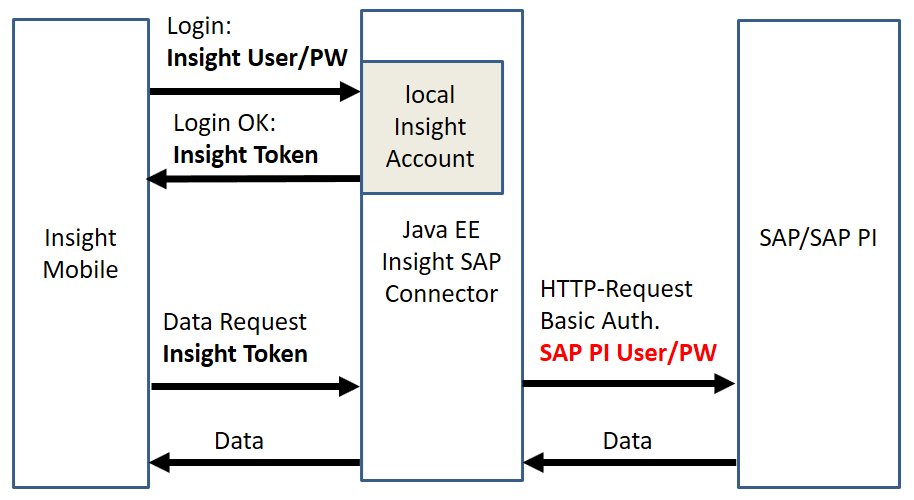 Login:
Insight User/PW
local
Insight
Account
Login OK:
Insight Token
Insight
Mobile
Java EE
Insight SAP
Connector
SAP/SAP PI
HTTP-Request
Basic Auth.
SAP PI User/PW
Data Request
Insight Token
Data
Data